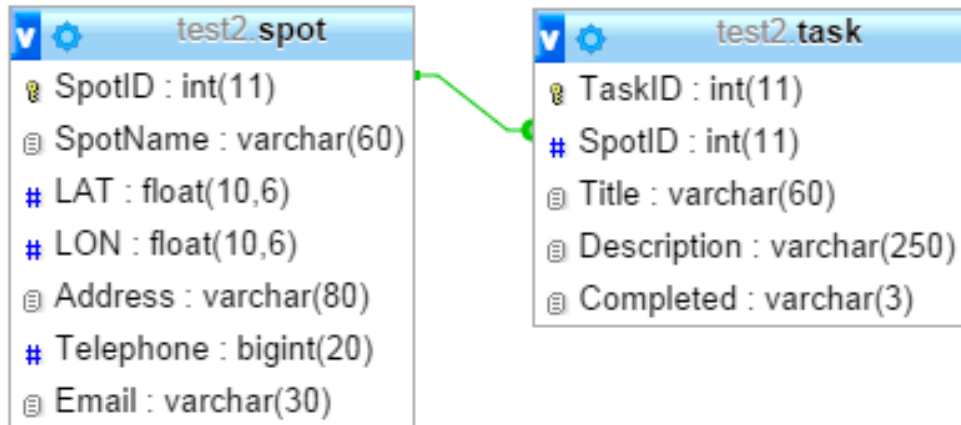 v test2.spot
SpotID : int(11)
SpotName : varchar(60)
# LAT : float(10,6)
# LON : float(10,6)
Address : varchar(80)
# Telephone : bigint(20)
Email : varchar(30)
v test2.task
TaskID : int(11)
# SpotID : int(11)
Title : varchar(60)
Description : varchar(250)
Completed : varchar(3)